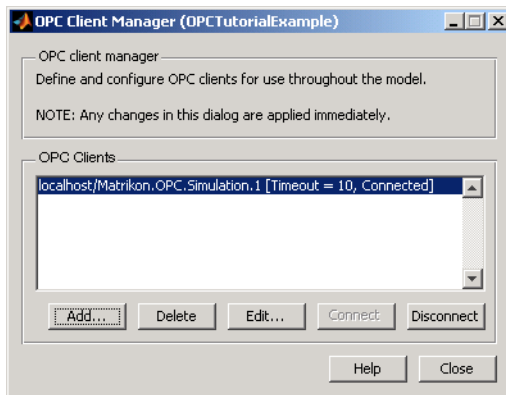 OPC Client Manager (OPCTutorialExample)
OPC client manager
Define and configure OPC clients for use throughout the model.
NOTE: Any changes in this dialog are applied immediately.
OPC Clients
localhost/Matrikon.OPC.Simulation.1 [Timeout = 10, Connected]
Add... Delete Edit... Connect Disconnect
Help Close